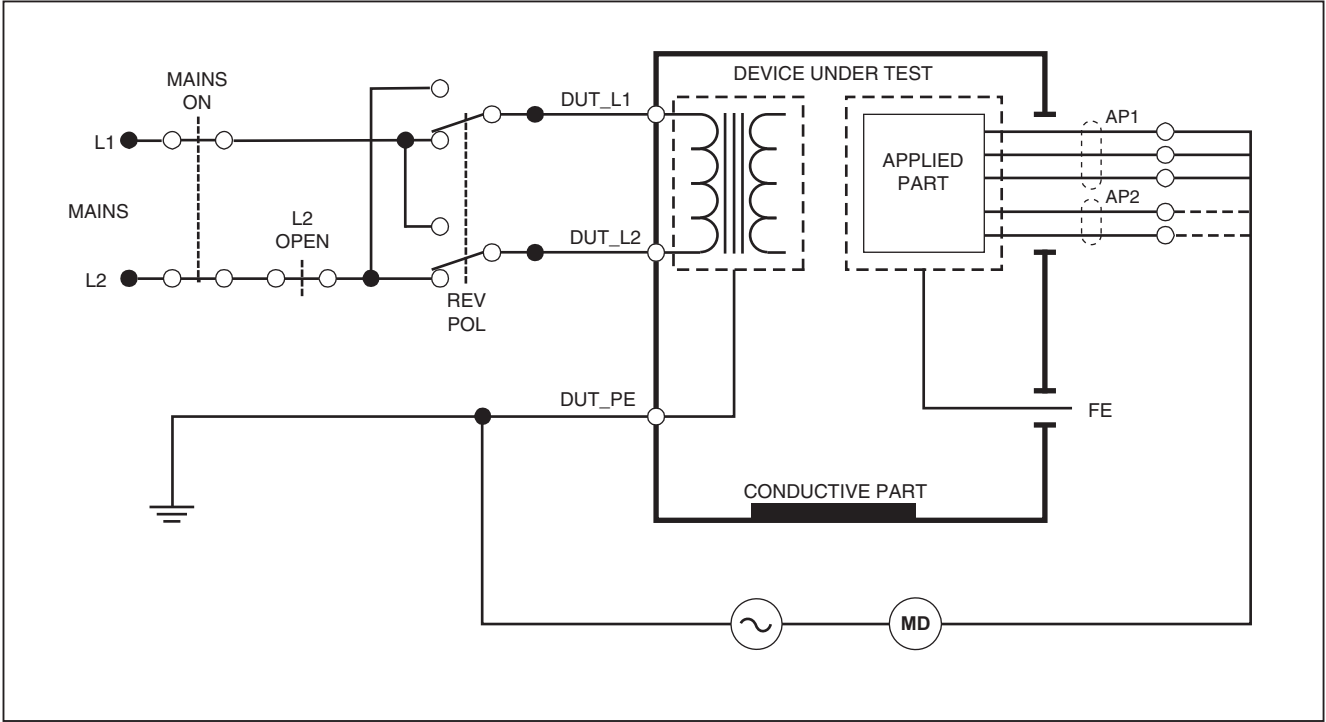 MAINS
ON
L1
MAINS
L2
OPEN
L2
REV
POL
DUT_L1
DUT_L2
DUT_PE
DEVICE UNDER TEST
APPLIED
PART
AP1
AP2
FE
CONDUCTIVE PART
MD